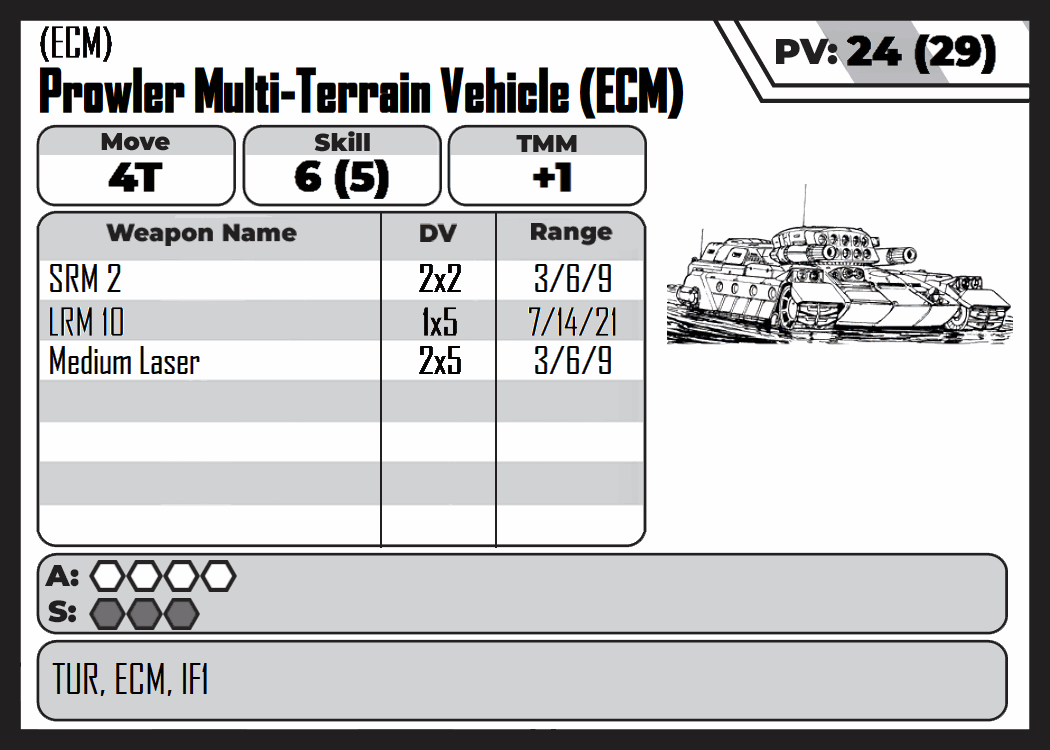 (ECM)
Prowler Multi-Terrain Vehicle (ECM)
PV: 24 (29)
Move
4T
Skill
6 (5)
TMM
+1
Weapon Name DV Range
SRM 2 2x2 3/6/9
LRM 10 1x5 7/14/21
Medium Laser 2x5 3/6/9
A:
S:
TUR, ECM, IF1